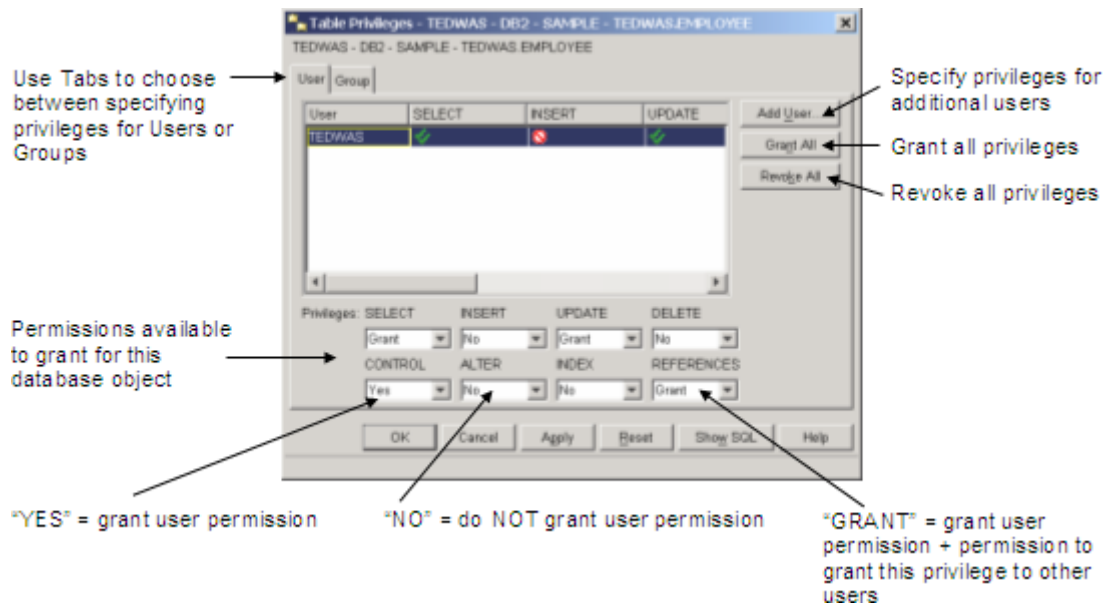 Table Privileges - TEDWAS - DB2 - SAMPLE - TEDWAS.EMPLOYEE
TEDWAS - DB2 - SAMPLE - TEDWAS.EMPLOYEE
Use Tabs to choose
between specifying
privileges for Users or
Groups
User Group
User SELECT INSERT UPDATE
TEDWAS
Add User
Grant All
Revoke All
Specify privileges for
additional users
Grant all privileges
Revoke all privileges
Permissions available
to grant for this
database object
Privileges: SELECT INSERT UPDATE DELETE
Grant No Grant No
CONTROL ALTER INDEX REFERENCES
Yes No No Grant
OK Cancel Apply Reset Show SQL Help
“YES” = grant user permission
“NO” = do NOT grant user permission
“GRANT” = grant user
permission + permission to
grant this privilege to other
users